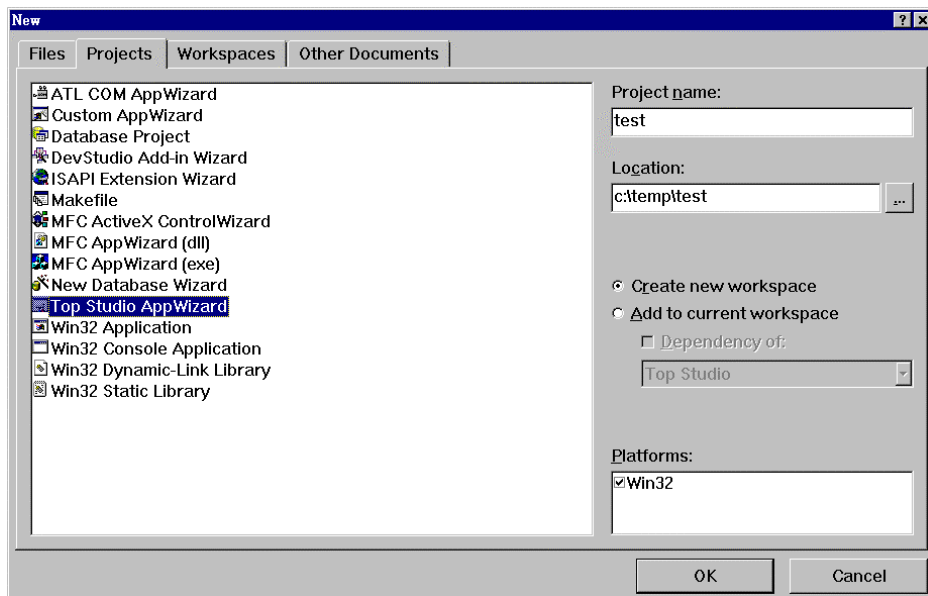 New
Files Projects Workspaces Other Documents
ATL COM AppWizard
Custom AppWizard
Database Project
DevStudio Add-in Wizard
ISAPI Extension Wizard
Makefile
MFC ActiveX ControlWizard
MFC AppWizard (dll)
MFC AppWizard (exe)
New Database Wizard
Top Studio AppWizard
Win32 Application
Win32 Console Application
Win32 Dynamic-Link Library
Win32 Static Library
Project name:
test
Location:
c:\temp\test
...
Create new workspace
Add to current workspace
Dependency of:
Top Studio
Platforms:
Win32
OK Cancel